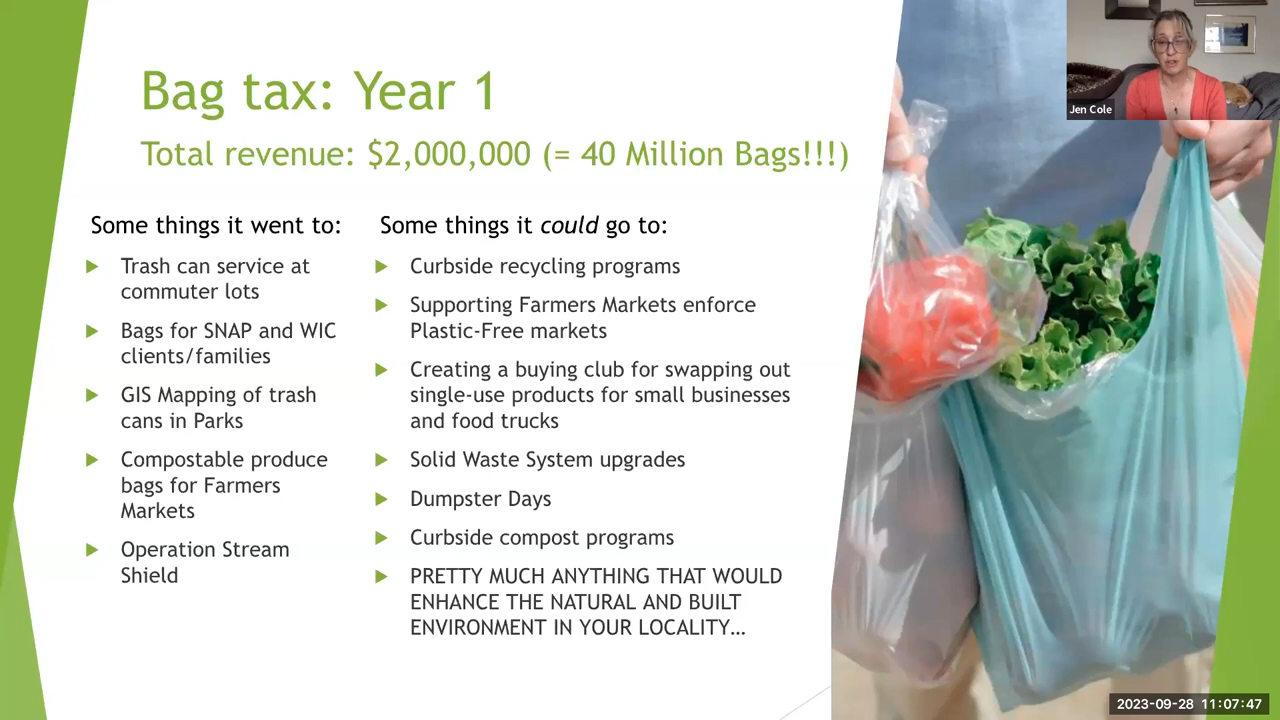 Bag tax: Year 1
Total revenue: $2,000,000 (= 40 Million Bags!!!)
Some things it went to:
Trash can service at
commuter lots
Bags for SNAP and WIC
clients/families
GIS Mapping of trash
cans in Parks
Compostable produce
bags for Farmers
Markets
Operation Stream
Shield
Some things it could go to:
Curbside recycling programs
Supporting Farmers Markets enforce
Plastic-Free markets
Creating a buying club for swapping out
single-use products for small businesses
and food trucks
Solid Waste System upgrades
Dumpster Days
Curbside compost programs
PRETTY MUCH ANYTHING THAT WOULD
ENHANCE THE NATURAL AND BUILT
ENVIRONMENT IN YOUR LOCALITY…
Jen Cole
2023-09-28 11:07:47